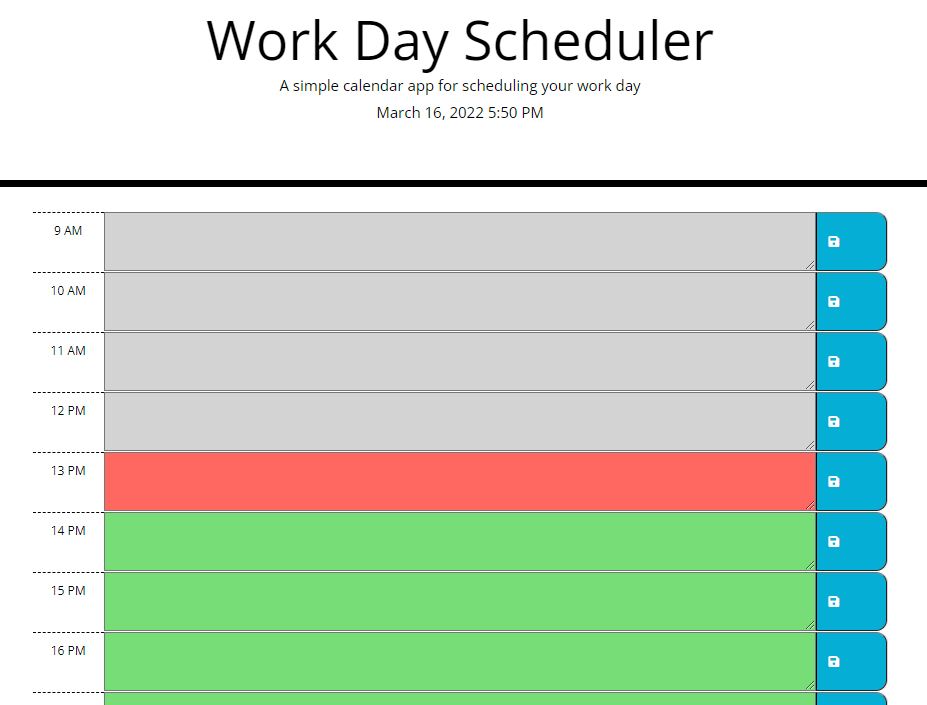 Work Day Scheduler
A simple calendar app for scheduling your work day
March 16, 2022 5:50 PM
9 AM
10 AM
11 AM
12 PM
13 PM
14 PM
15 PM
16 PM